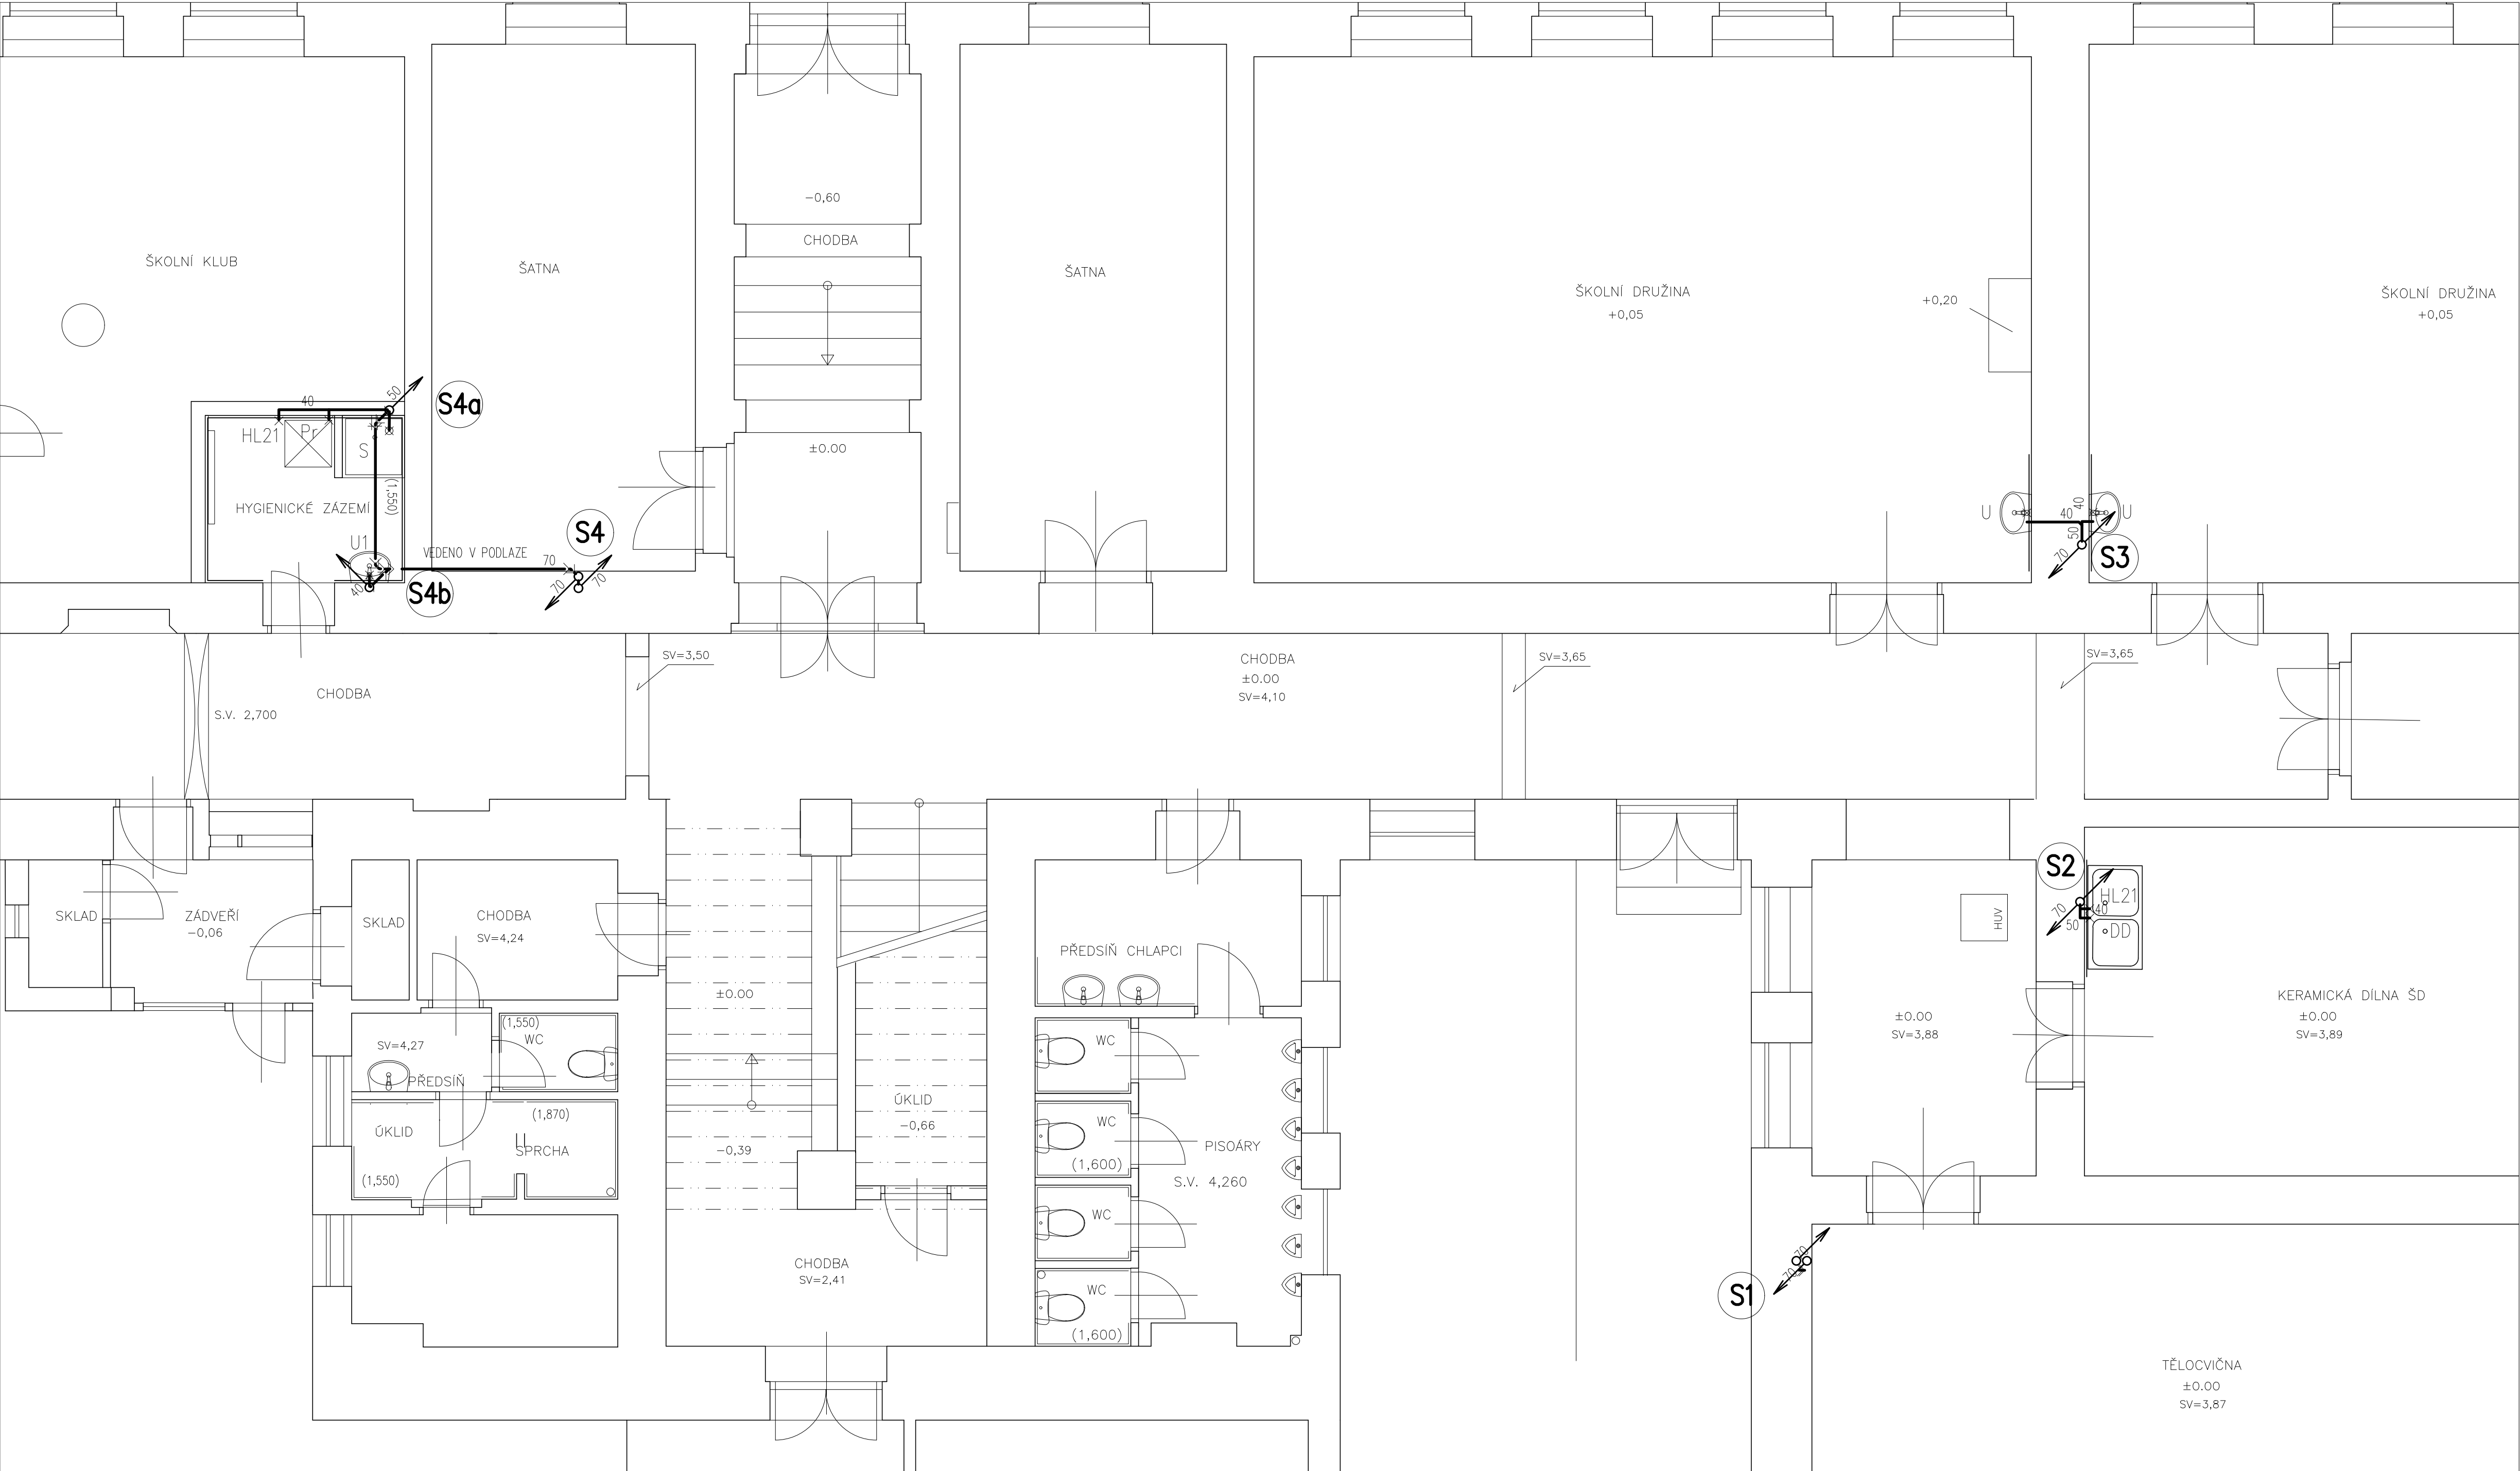 -0,60
CHODBA
ŠKOLNÍ KLUB
ŠATNA
ŠATNA
ŠKOLNÍ DRUŽINA
+0,05
+0,20
ŠKOLNÍ DRUŽINA
+0,05
50
40
S4a
HL21
Pr
S
±0.00
(1,550)
HYGIENICKÉ ZÁZEMÍ
U1
S4
VEDENO V PODLAZE
70
70
70
40
S4b
U
40
40
U
50
70
S3
SV=3,50
CHODBA
±0.00
SV=4,10
SV=3,65
SV=3,65
CHODBA
S.V. 2,700
SKLAD
ZÁDVEŘÍ
-0,06
SKLAD
CHODBA
SV=4,24
PŘEDSÍŇ CHLAPCI
HUV
S2
HL21
70
40
50
DD
±0.00
KERAMICKÁ DÍLNA ŠD
±0.00
SV=3,89
±0.00
SV=3,88
(1,550)
WC
SV=4,27
PŘEDSÍŇ
WC
ÚKLID
-0,66
(1,870)
ÚKLID
SPRCHA
(1,550)
-0,39
WC
(1,600)
PISOÁRY
S.V. 4,260
WC
CHODBA
SV=2,41
WC
(1,600)
70
70
S1
TĚLOCVIČNA
±0.00
SV=3,87